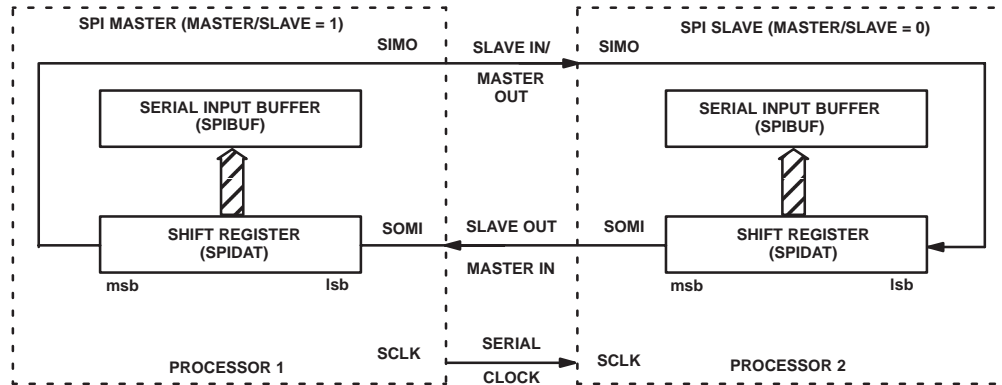 SPI MASTER (MASTER/SLAVE = 1)
SPI SLAVE (MASTER/SLAVE = 0)
SIMO
SLAVE IN/
MASTER
OUT
SIMO
SERIAL INPUT BUFFER
(SPIBUF)
SERIAL INPUT BUFFER
(SPIBUF)
SHIFT REGISTER
(SPIDAT)
SOMI
SLAVE OUT
MASTER IN
SOMI
SHIFT REGISTER
(SPIDAT)
msb
lsb
msb
lsb
PROCESSOR 1
SCLK
SERIAL
CLOCK
SCLK
PROCESSOR 2